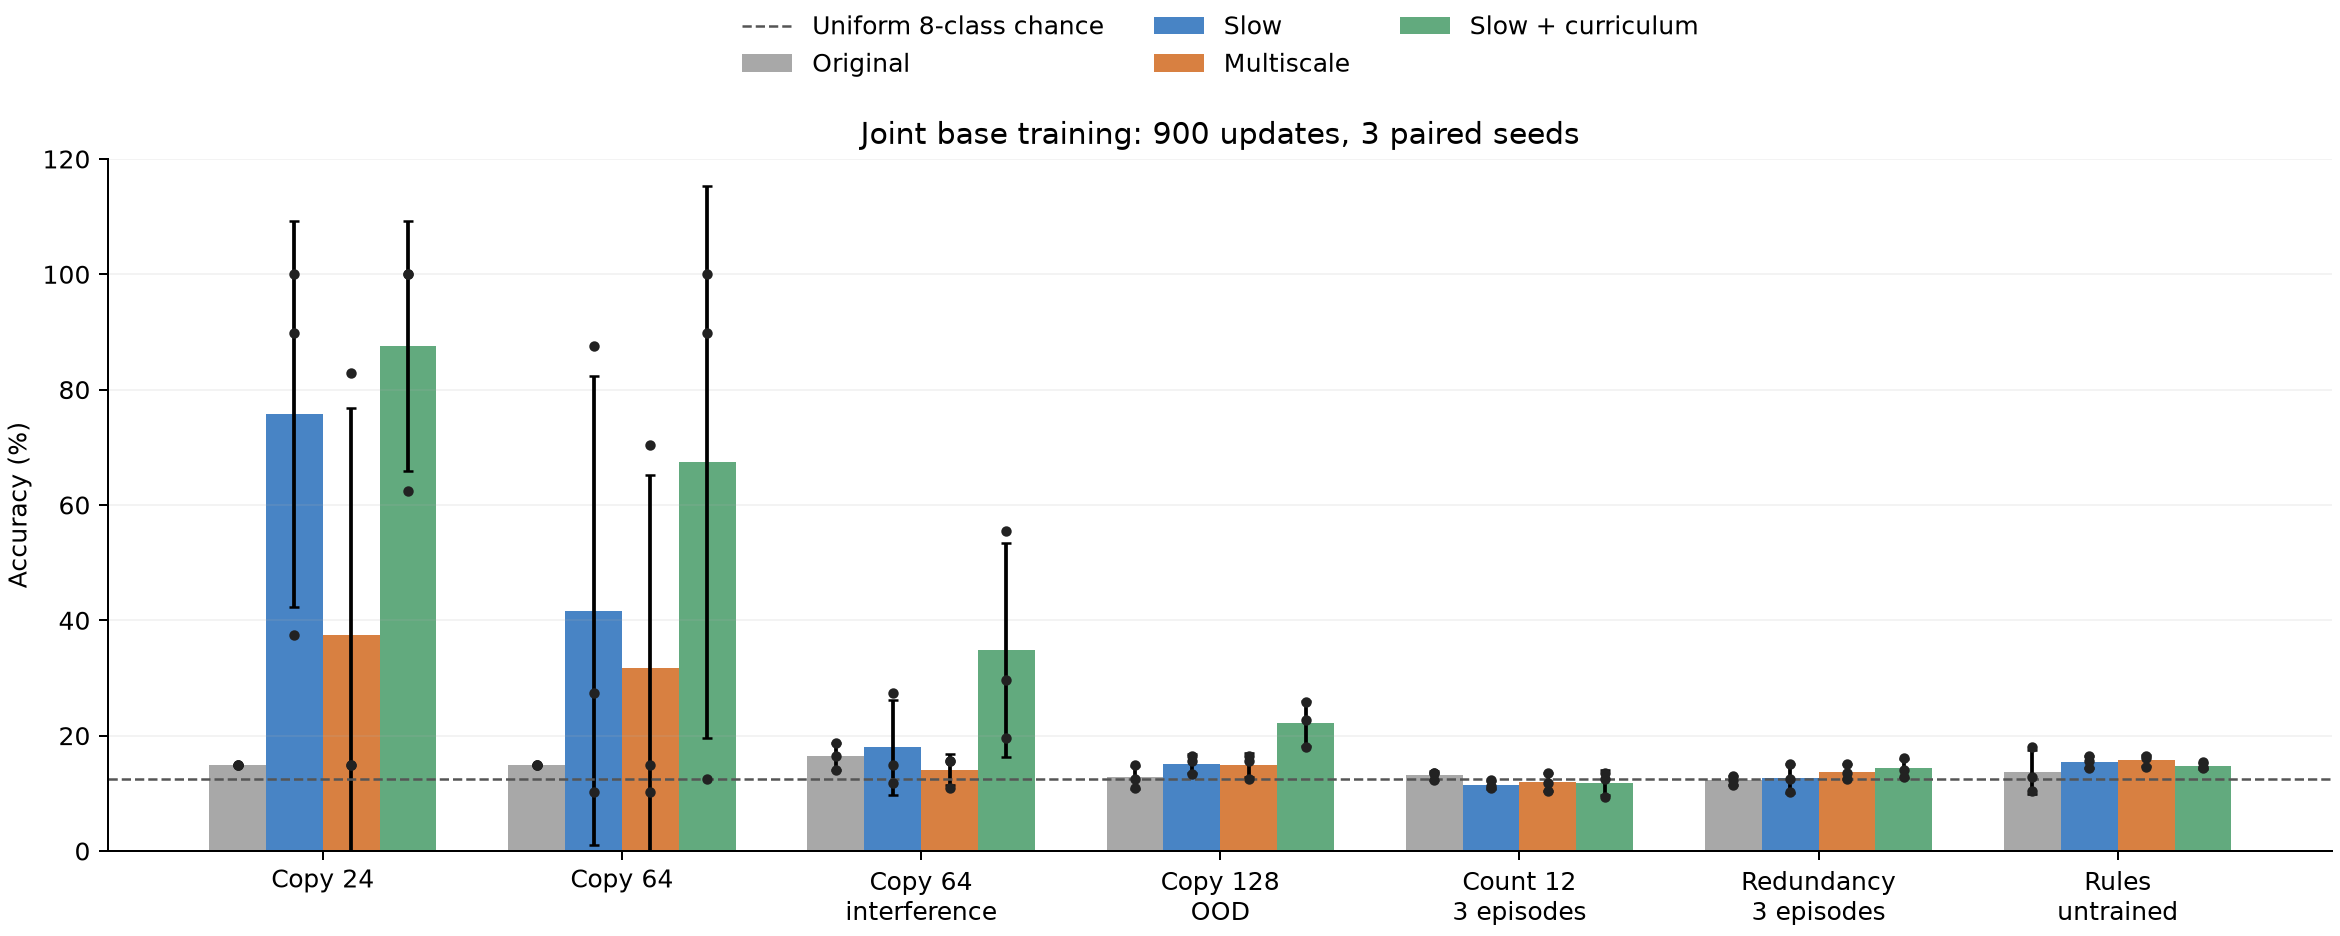 Uniform 8-class chance
Original
Slow
Multiscale
Slow + curriculum
Joint base training: 900 updates, 3 paired seeds
Accuracy (%)
120
100
80
60
40
20
0
Copy 24
Copy 64
Copy 64
interference
Copy 128
OOD
Count 12
3 episodes
Redundancy
3 episodes
Rules
untrained